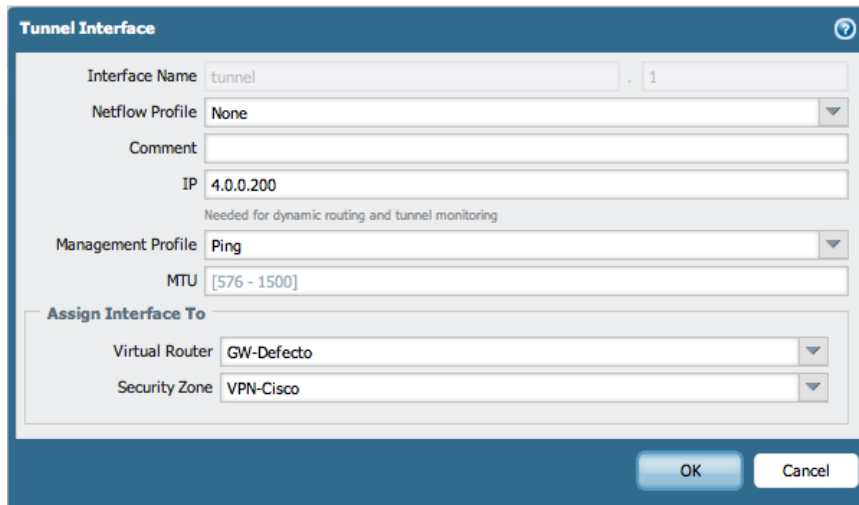 Tunnel Interface
Interface Name tunnel . 1
Netflow Profile None
Comment
IP 4.0.0.200
Needed for dynamic routing and tunnel monitoring
Management Profile Ping
MTU [576 - 1500]
Assign Interface To
Virtual Router GW-Defecto
Security Zone VPN-Cisco
OK Cancel